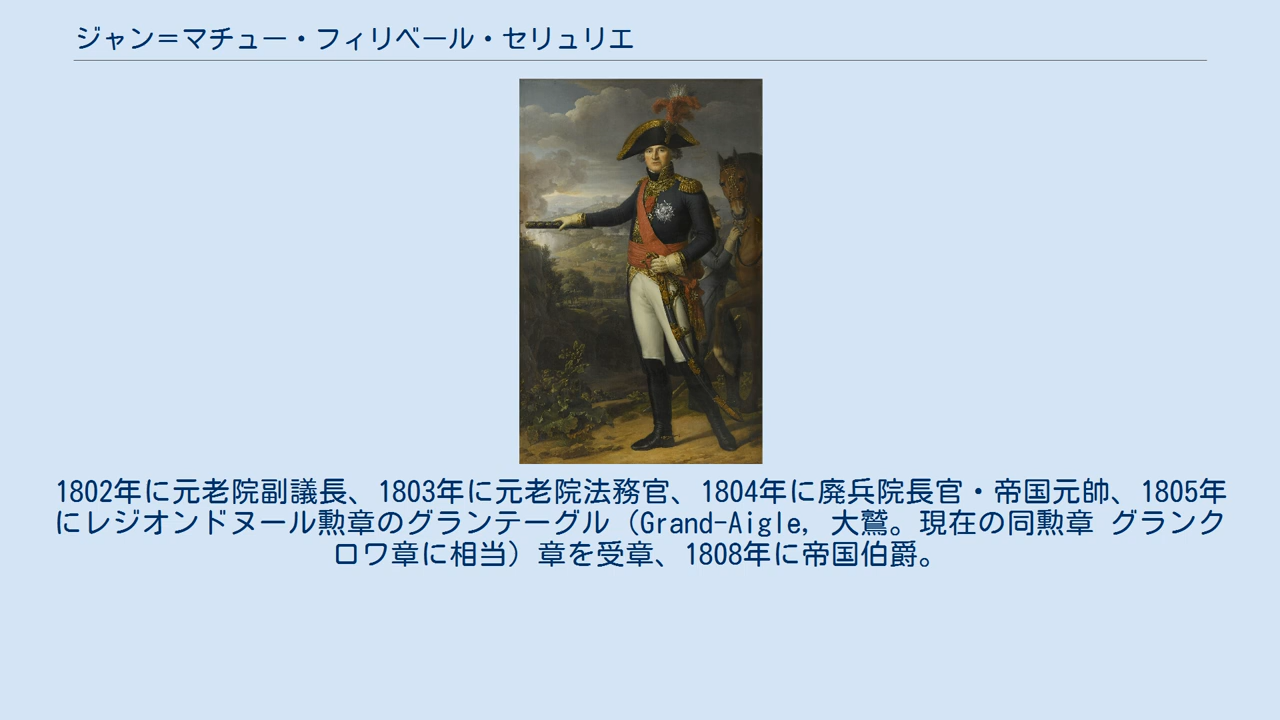 ジャン＝マチュー・フィリベール・セリュリエ
1802年に元老院副議長、1803年に元老院法務官、1804年に廃兵院長官・帝国元帥、1805年
にレジオンドヌール勲章のグランテーグル（Grand-Aigle, 大鷲。現在の同勲章 グランク
ロワ章に相当）章を受章、1808年に帝国伯爵。